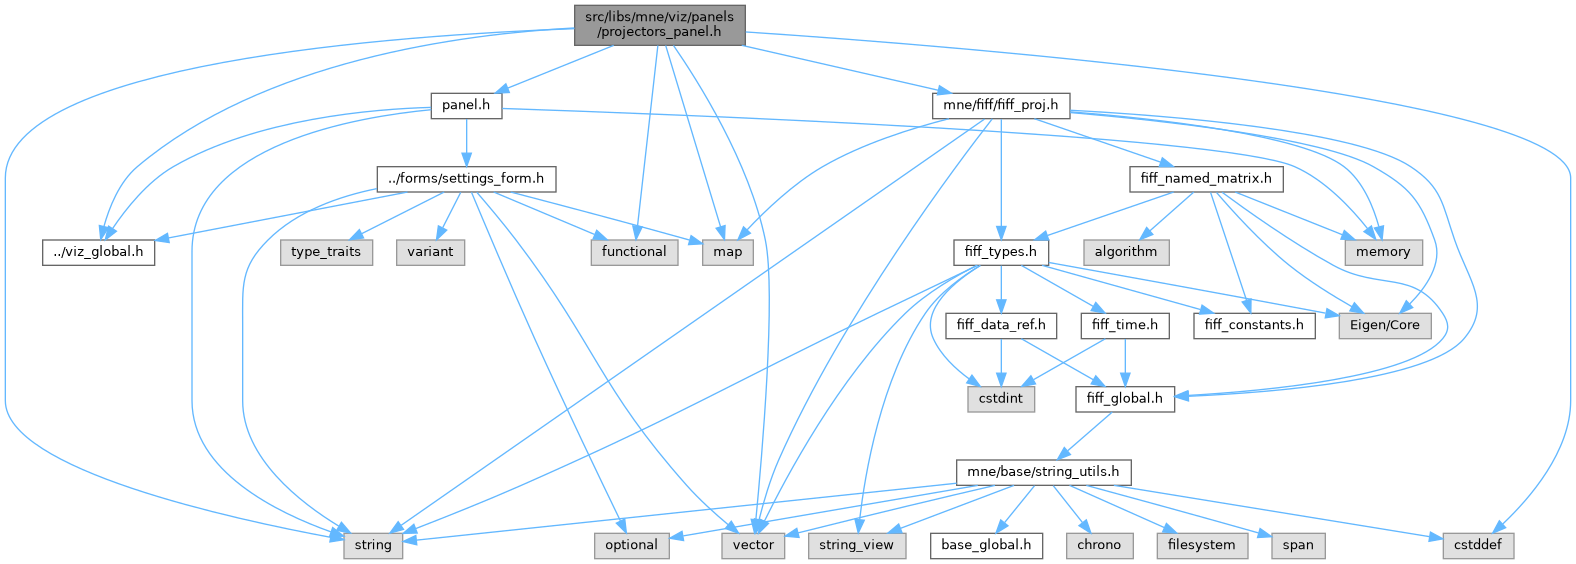 src/libs/mne/viz/panels
/projectors_panel.h
panel.h
mne/fiff/fiff_proj.h
../forms/settings_form.h
fiff_named_matrix.h
../viz_global.h
type_traits
variant
functional
map
fiff_types.h
algorithm
memory
fiff_data_ref.h
fiff_time.h
fiff_constants.h
Eigen/Core
cstdint
fiff_global.h
mne/base/string_utils.h
string
optional
vector
string_view
base_global.h
chrono
filesystem
span
cstddef